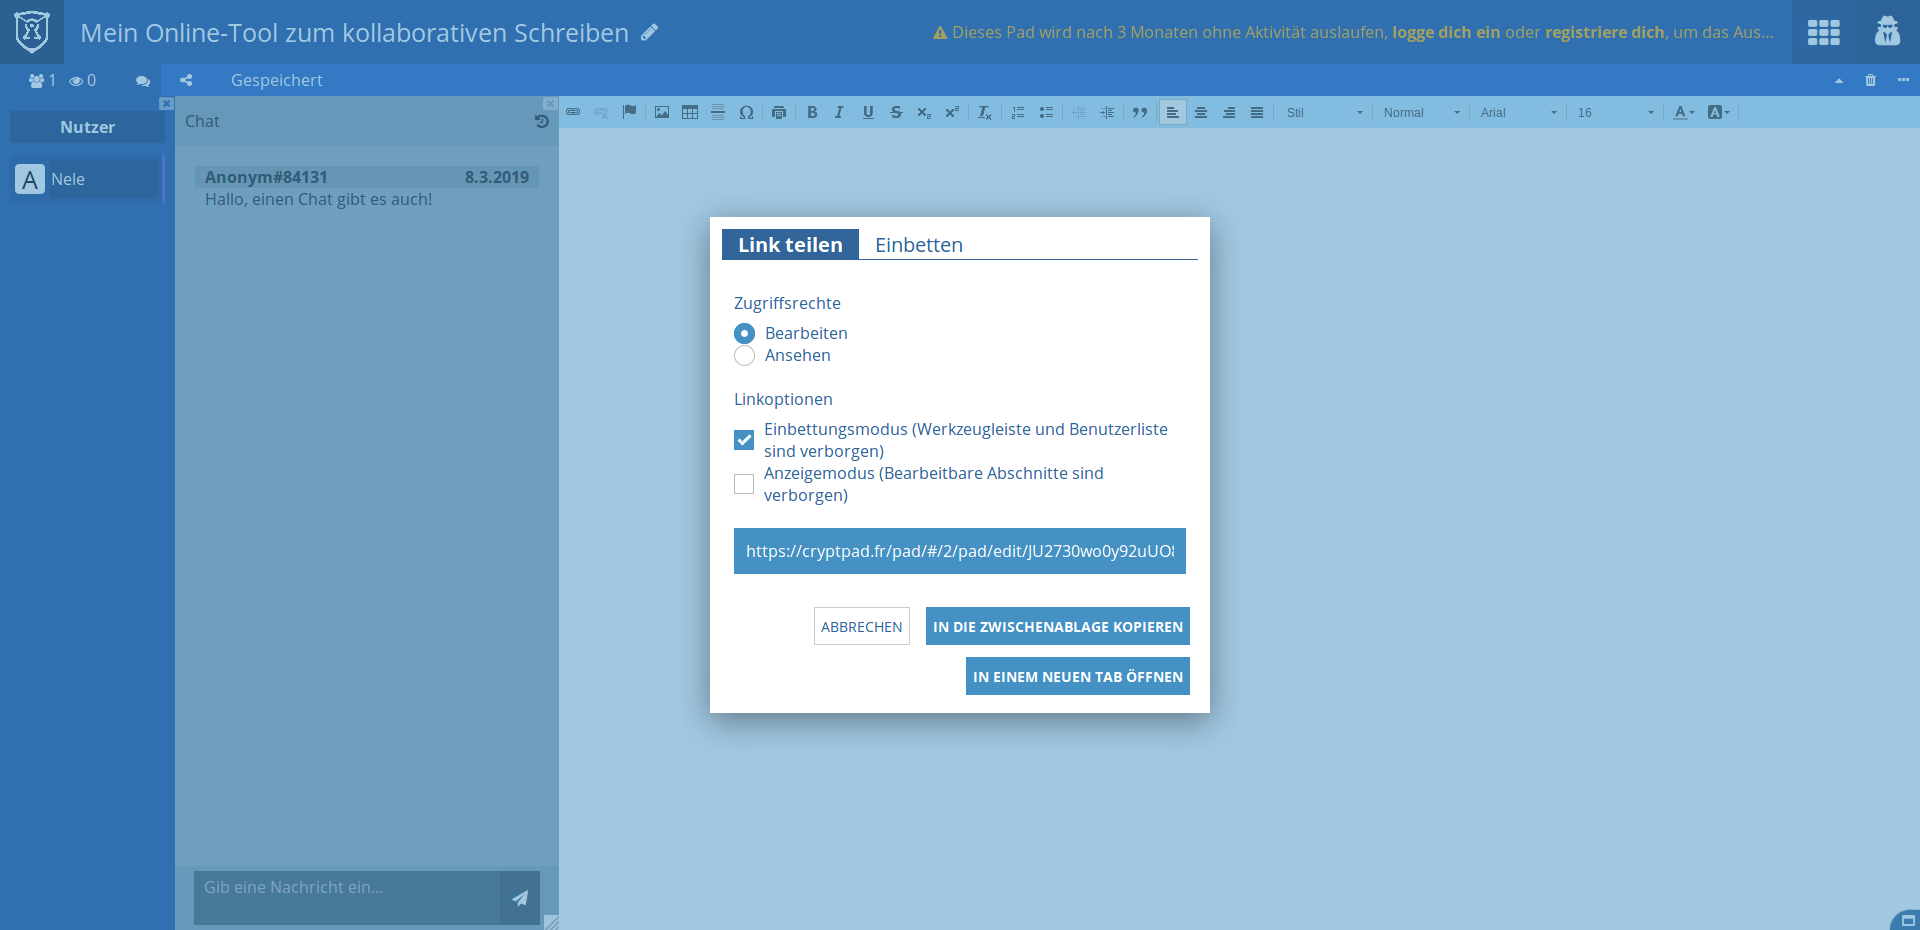 Mein Online-Tool zum kollaborativen Schreiben
Dieses Pad wird nach 3 Monaten ohne Aktivität auslaufen, logge dich ein oder registriere dich, um das Aus...
1 0 Gespeichert
Nutzer
A Nele
Chat
Anonym#84131 8.3.2019
Hallo, einen Chat gibt es auch!
Gib eine Nachricht ein...
Stil Normal Arial 16
Link teilen Einbetten
Zugriffsrechte
Bearbeiten
Ansehen
Linkoptionen
Einbettungsmodus (Werkzeugleiste und Benutzerliste
sind verborgen)
Anzeigemodus (Bearbeitbare Abschnitte sind
verborgen)
https://cryptpad.fr/pad/#/2/pad/edit/JU2730wo0y92uUO
ABBRECHEN
IN DIE ZWISCHENABLAGE KOPIEREN
IN EINEM NEUEN TAB ÖFFNEN